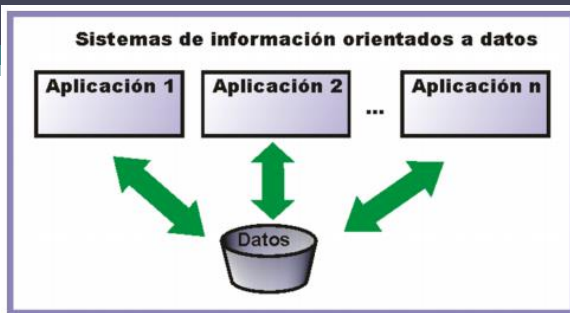 Sistemas de información orientados a datos
Aplicación 1
Aplicación 2
...
Aplicación n
Datos